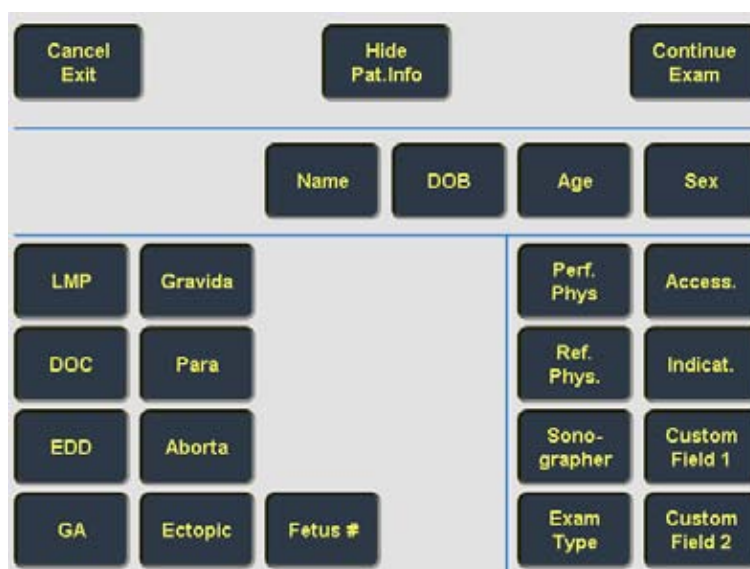 Cancel
Exit
Hide
Pat.Info
Continue
Exam
Name
DOB
Age
Sex
LMP
Gravida
Perf.
Phys
Access.
DOC
Para
Ref.
Phys.
Indicat.
EDD
Aborta
Sono-
grapher
Custom
Field 1
GA
Ectopic
Fetus #
Exam
Type
Custom
Field 2